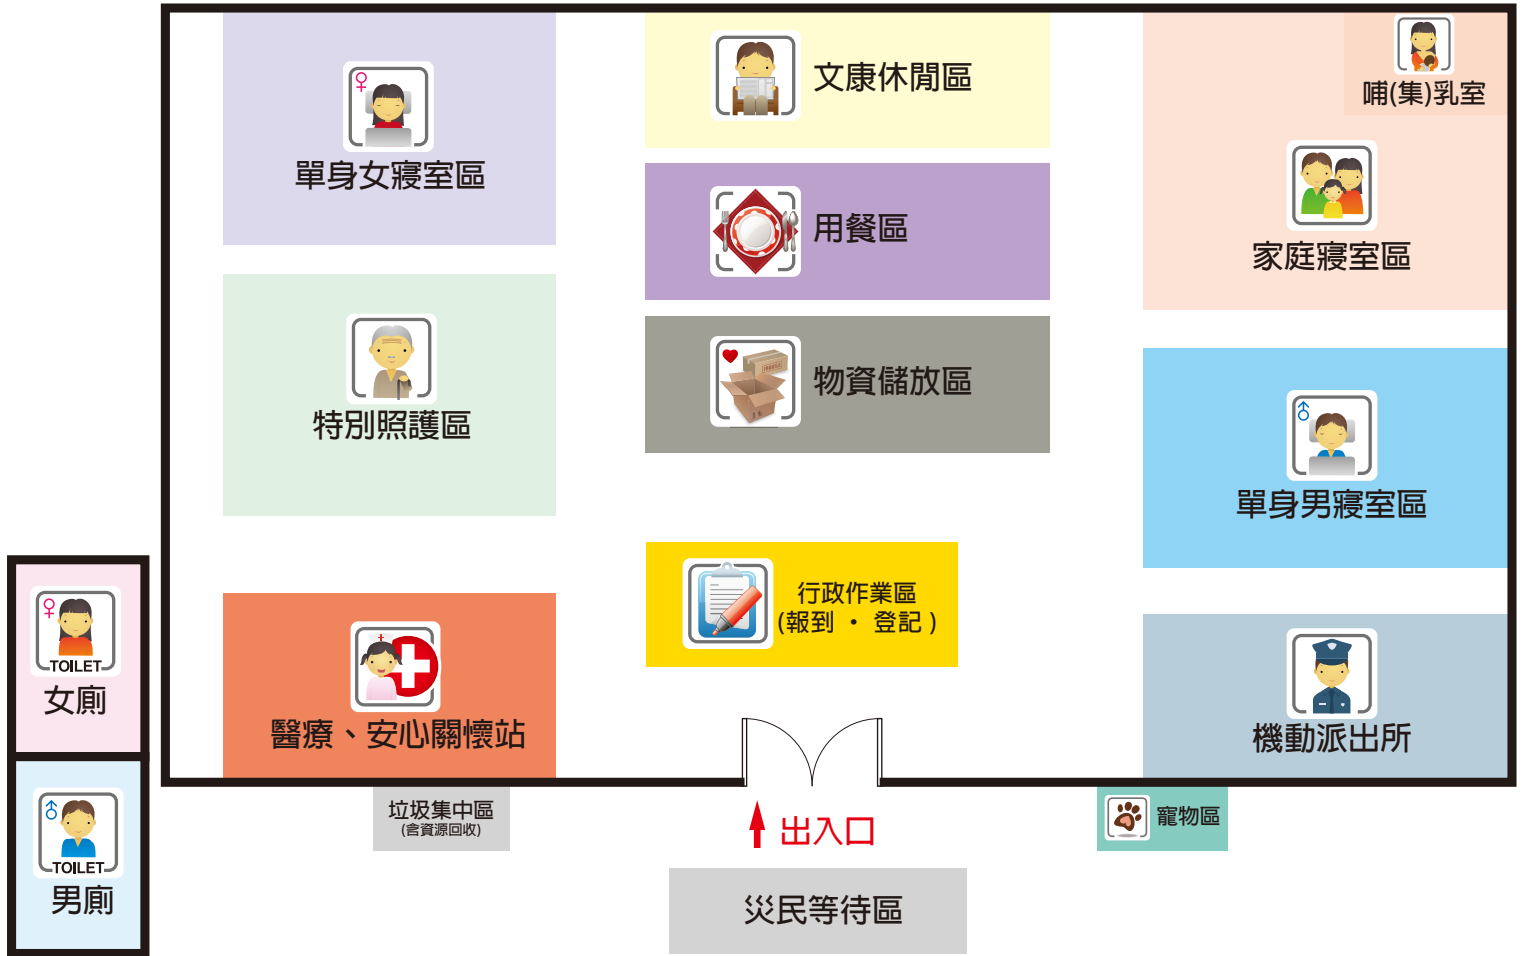 文康休閒區
哺(集)乳室
單身女寢室區
用餐區
家庭寢室區
物資儲放區
特別照護區
單身男寢室區
行政作業區
(報到 · 登記 )
TOILET
女廁
醫療、安心關懷站
機動派出所
垃圾集中區
(含資源回收)
出入口
寵物區
TOILET
男廁
災民等待區